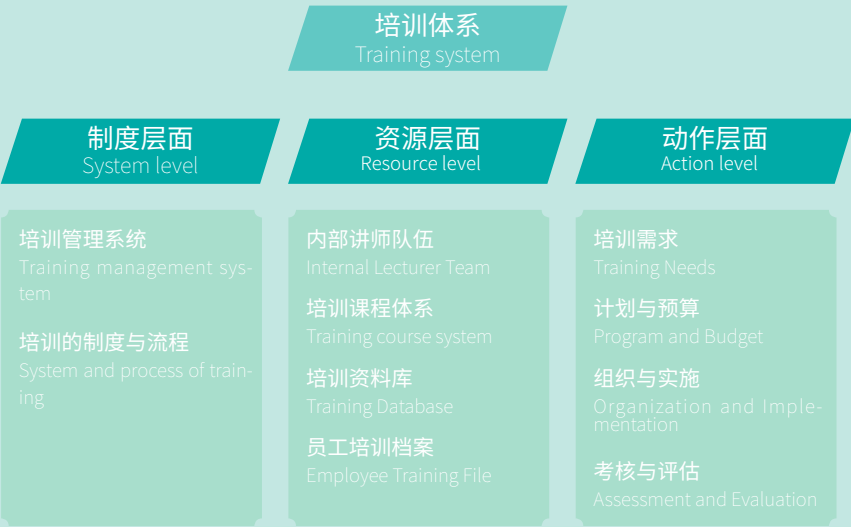 培训体系
Training system
制度层面
System level
资源层面
Resource level
动作层面
Action level
培训管理系统
Training management sys-
tem
培训的制度与流程
System and process of train-
ing
内部讲师队伍
Internal Lecturer Team
培训课程体系
Training course system
培训资料库
Training Database
员工培训档案
Employee Training File
培训需求
Training Needs
计划与预算
Program and Budget
组织与实施
Organization and Imple-
mentation
考核与评估
Assessment and Evaluation